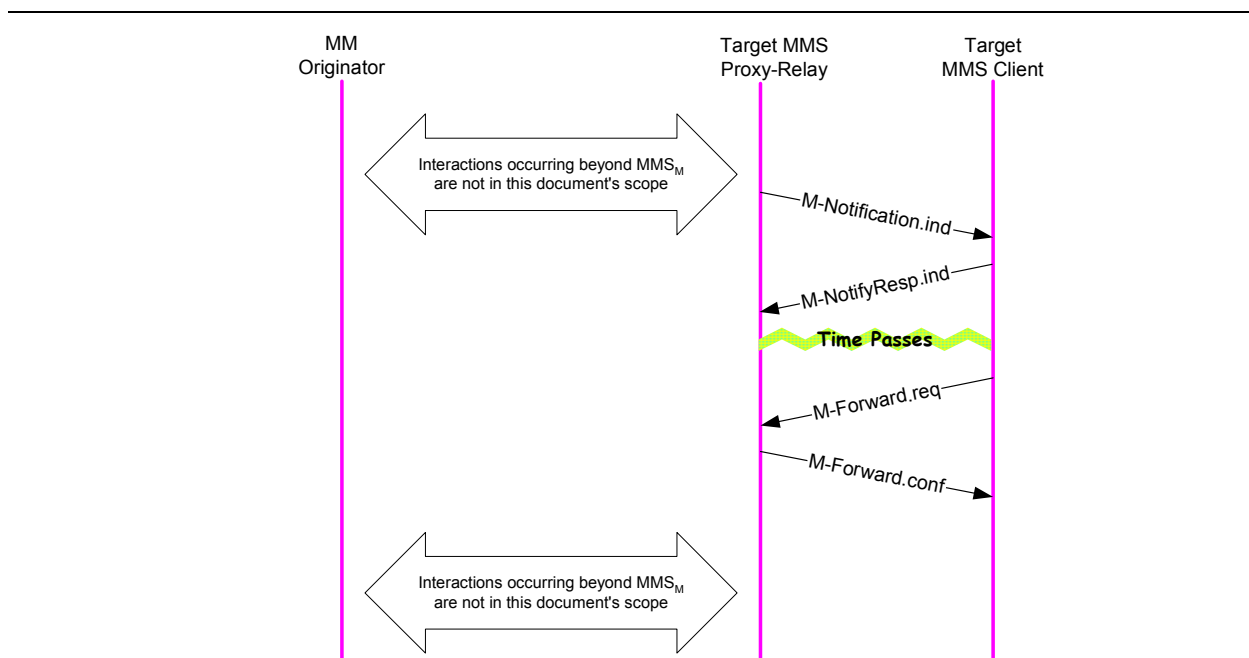 MM
Originator
Target MMS
Proxy-Relay
Target
MMS Client
Interactions occurring beyond MMSM
are not in this document's scope
M-Notification.ind
M-NotifyResp.ind
Time Passes
M-Forward.req
M-Forward.conf
Interactions occurring beyond MMSM
are not in this document's scope